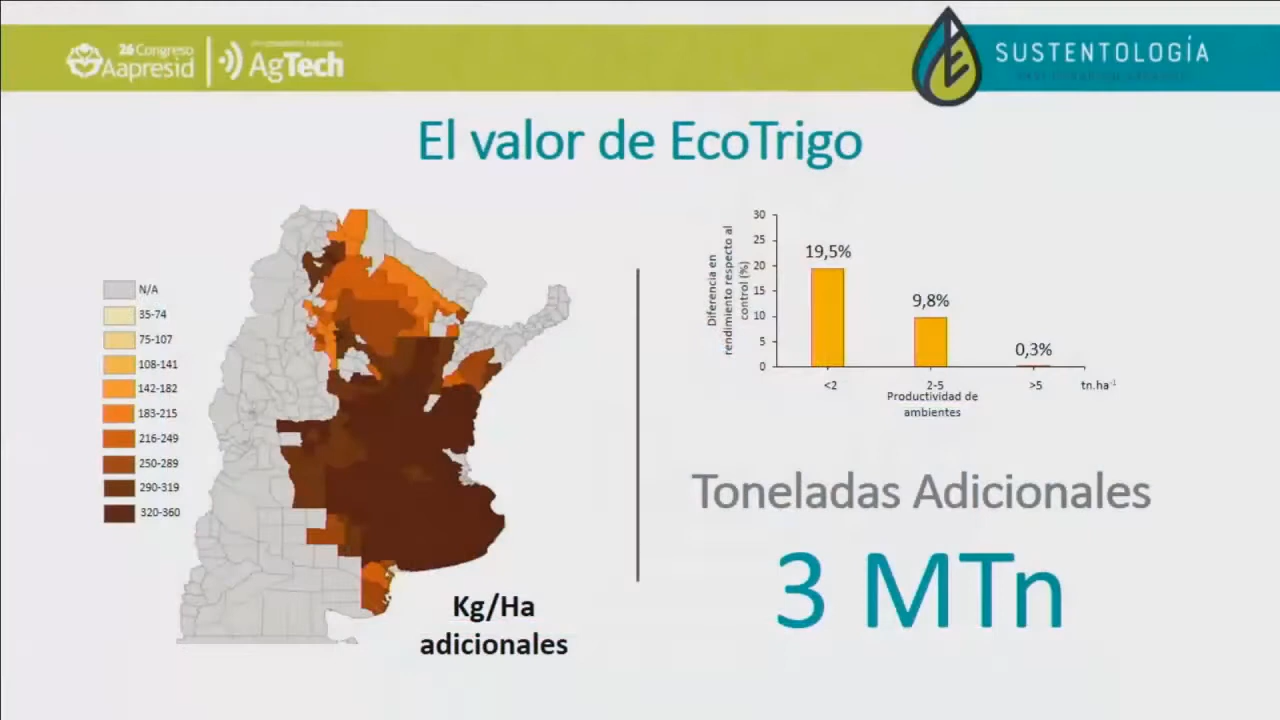 26 Congreso
Aapresid
AgTech
SUSTENTOLOGÍA
El valor de EcoTrigo
N/A
35-74
75-107
108-141
142-182
183-215
216-249
250-289
290-319
320-360
Kg/Ha
adicionales
Diferencia en
rendimiento respecto al
control (%)
30
25
20
15
10
5
0
19,5%
9,8%
0,3%
<2
2-5
>5
tn.ha⁻¹
Productividad de
ambientes
Toneladas Adicionales
3 MTn